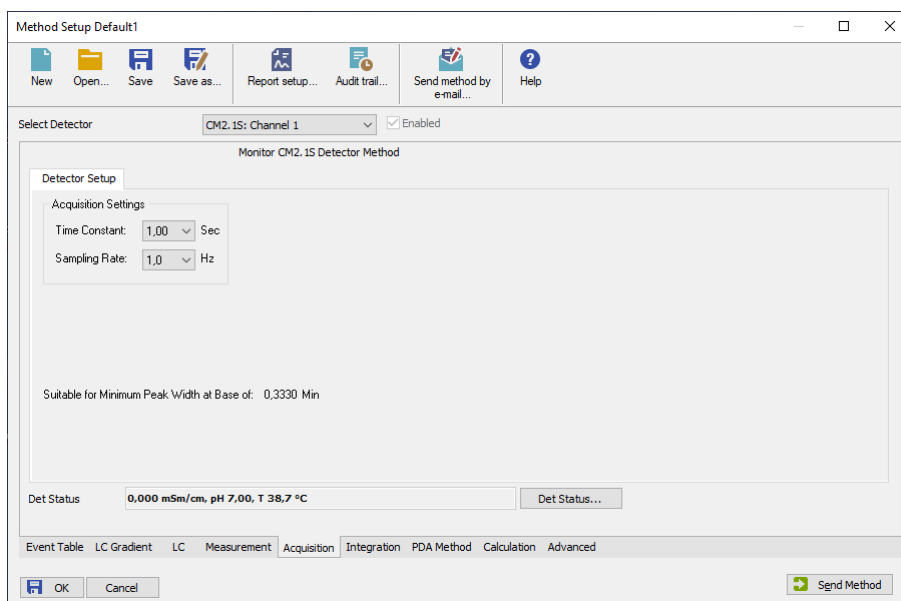 Method Setup Default1
New Open... Save Save as... Report setup... Audit trail... Send method by e-mail... Help
Select Detector CM2.1S: Channel 1 Enabled
Monitor CM2.1S Detector Method
Detector Setup
Acquisition Settings
Time Constant: 1,00 Sec
Sampling Rate: 1,0 Hz
Suitable for Minimum Peak Width at Base of: 0,3330 Min
Det Status 0,000 mSm/cm, pH 7,00, T 38,7 °C Det Status...
Event Table LC Gradient LC Measurement Acquisition Integration PDA Method Calculation Advanced
OK Cancel Send Method